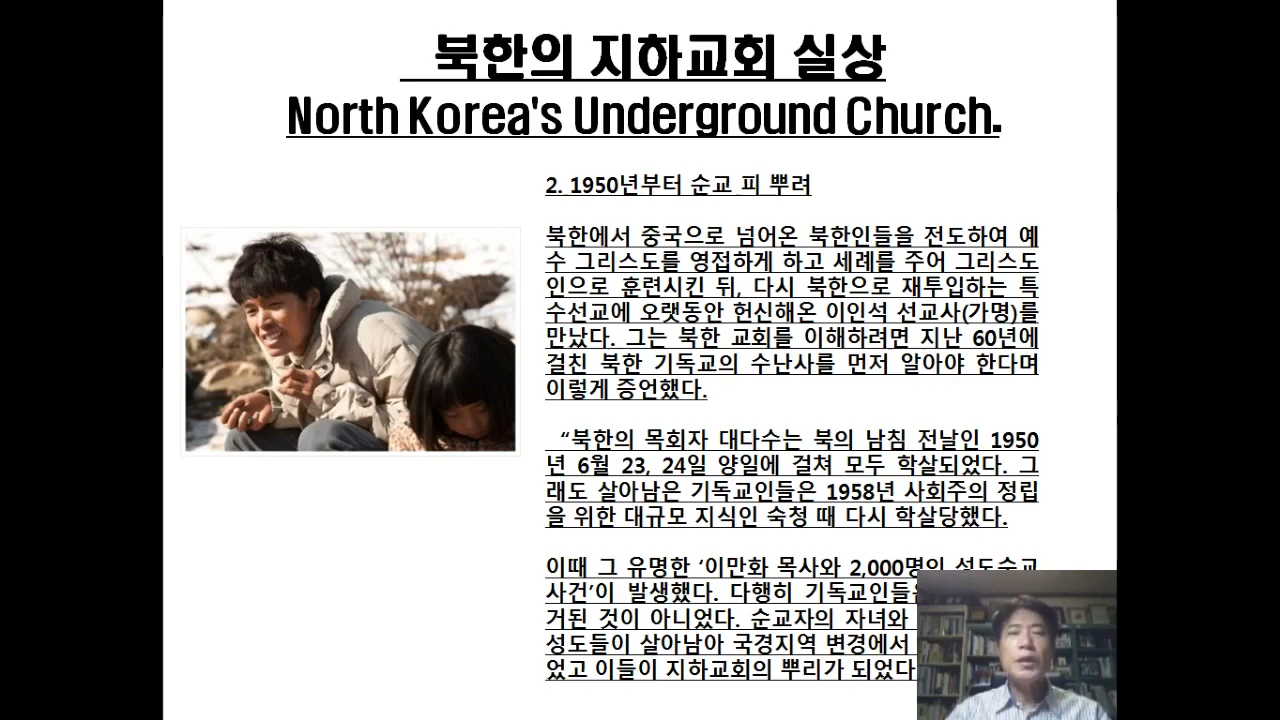 북한의 지하교회 실상
North Korea's Underground Church.
2. 1950년부터 순교 피 뿌려
북한에서 중국으로 넘어온 북한인들을 전도하여 예
수 그리스도를 영접하게 하고 세례를 주어 그리스도
인으로 훈련시킨 뒤, 다시 북한으로 재투입하는 특
수선교에 오랫동안 헌신해온 이인석 선교사(가명)를
만났다. 그는 북한 교회를 이해하려면 지난 60년에
걸친 북한 기독교의 수난사를 먼저 알아야 한다며
이렇게 증언했다.
“북한의 목회자 대다수는 북의 남침 전날인 1950
년 6월 23, 24일 양일에 걸쳐 모두 학살되었다. 그
래도 살아남은 기독교인들은 1958년 사회주의 정립
을 위한 대규모 지식인 숙청 때 다시 학살당했다.
이때 그 유명한 ‘이만화 목사와 2,000명의 성도순교
사건’이 발생했다. 다행히 기독교인들은
거된 것이 아니었다. 순교자의 자녀와
성도들이 살아남아 국경지역 변경에서
었고 이들이 지하교회의 뿌리가 되었다